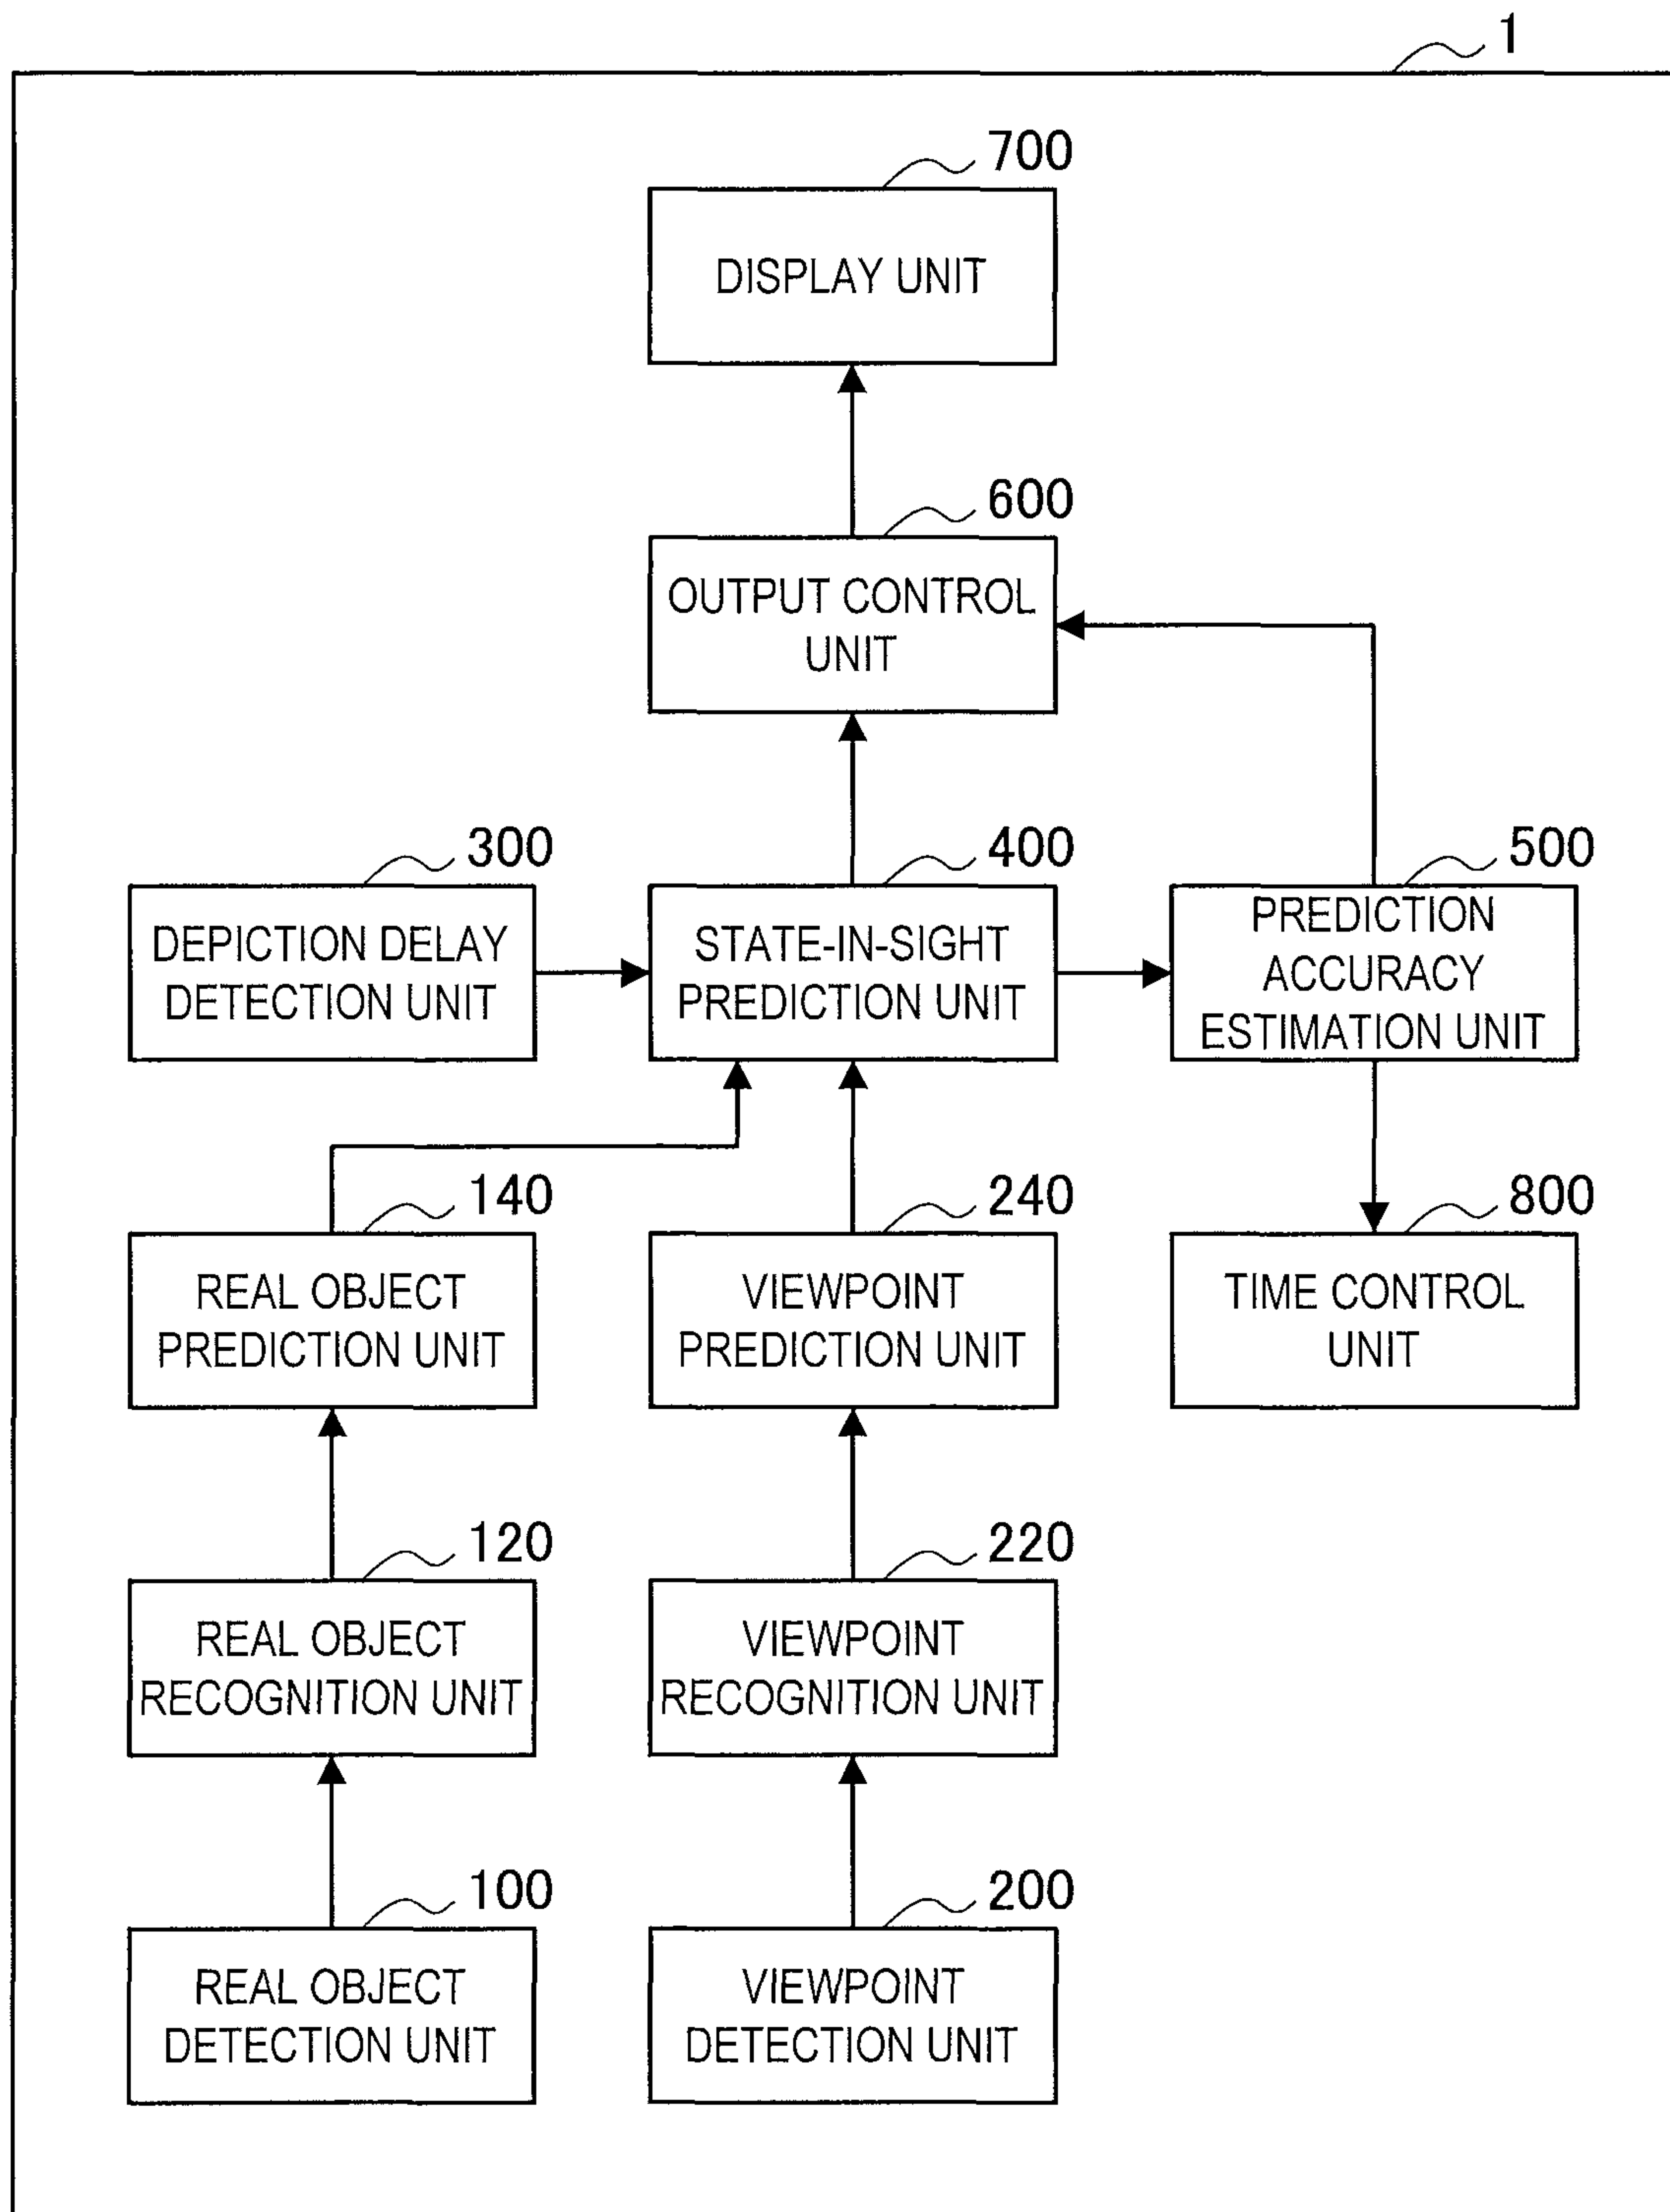 1
700
DISPLAY UNIT
600
OUTPUT CONTROL
UNIT
300
DEPICTION DELAY
DETECTION UNIT
400
STATE-IN-SIGHT
PREDICTION UNIT
500
PREDICTION
ACCURACY
ESTIMATION UNIT
140
REAL OBJECT
PREDICTION UNIT
240
VIEWPOINT
PREDICTION UNIT
800
TIME CONTROL
UNIT
120
REAL OBJECT
RECOGNITION UNIT
220
VIEWPOINT
RECOGNITION UNIT
100
REAL OBJECT
DETECTION UNIT
200
VIEWPOINT
DETECTION UNIT